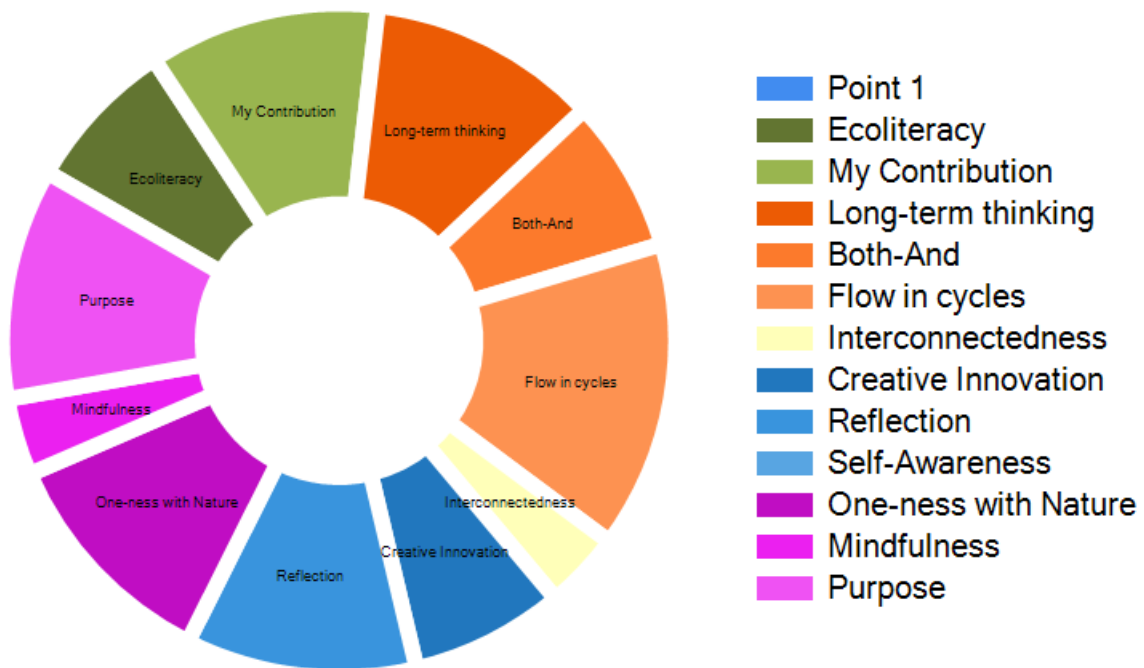 My Contribution
Long-term thinking
Ecoliteracy
Both-And
Purpose
Flow in cycles
Mindfulness
One-ness with Nature
Interconnectedness
Creative Innovation
Reflection
Point 1
Ecoliteracy
My Contribution
Long-term thinking
Both-And
Flow in cycles
Interconnectedness
Creative Innovation
Reflection
Self-Awareness
One-ness with Nature
Mindfulness
Purpose